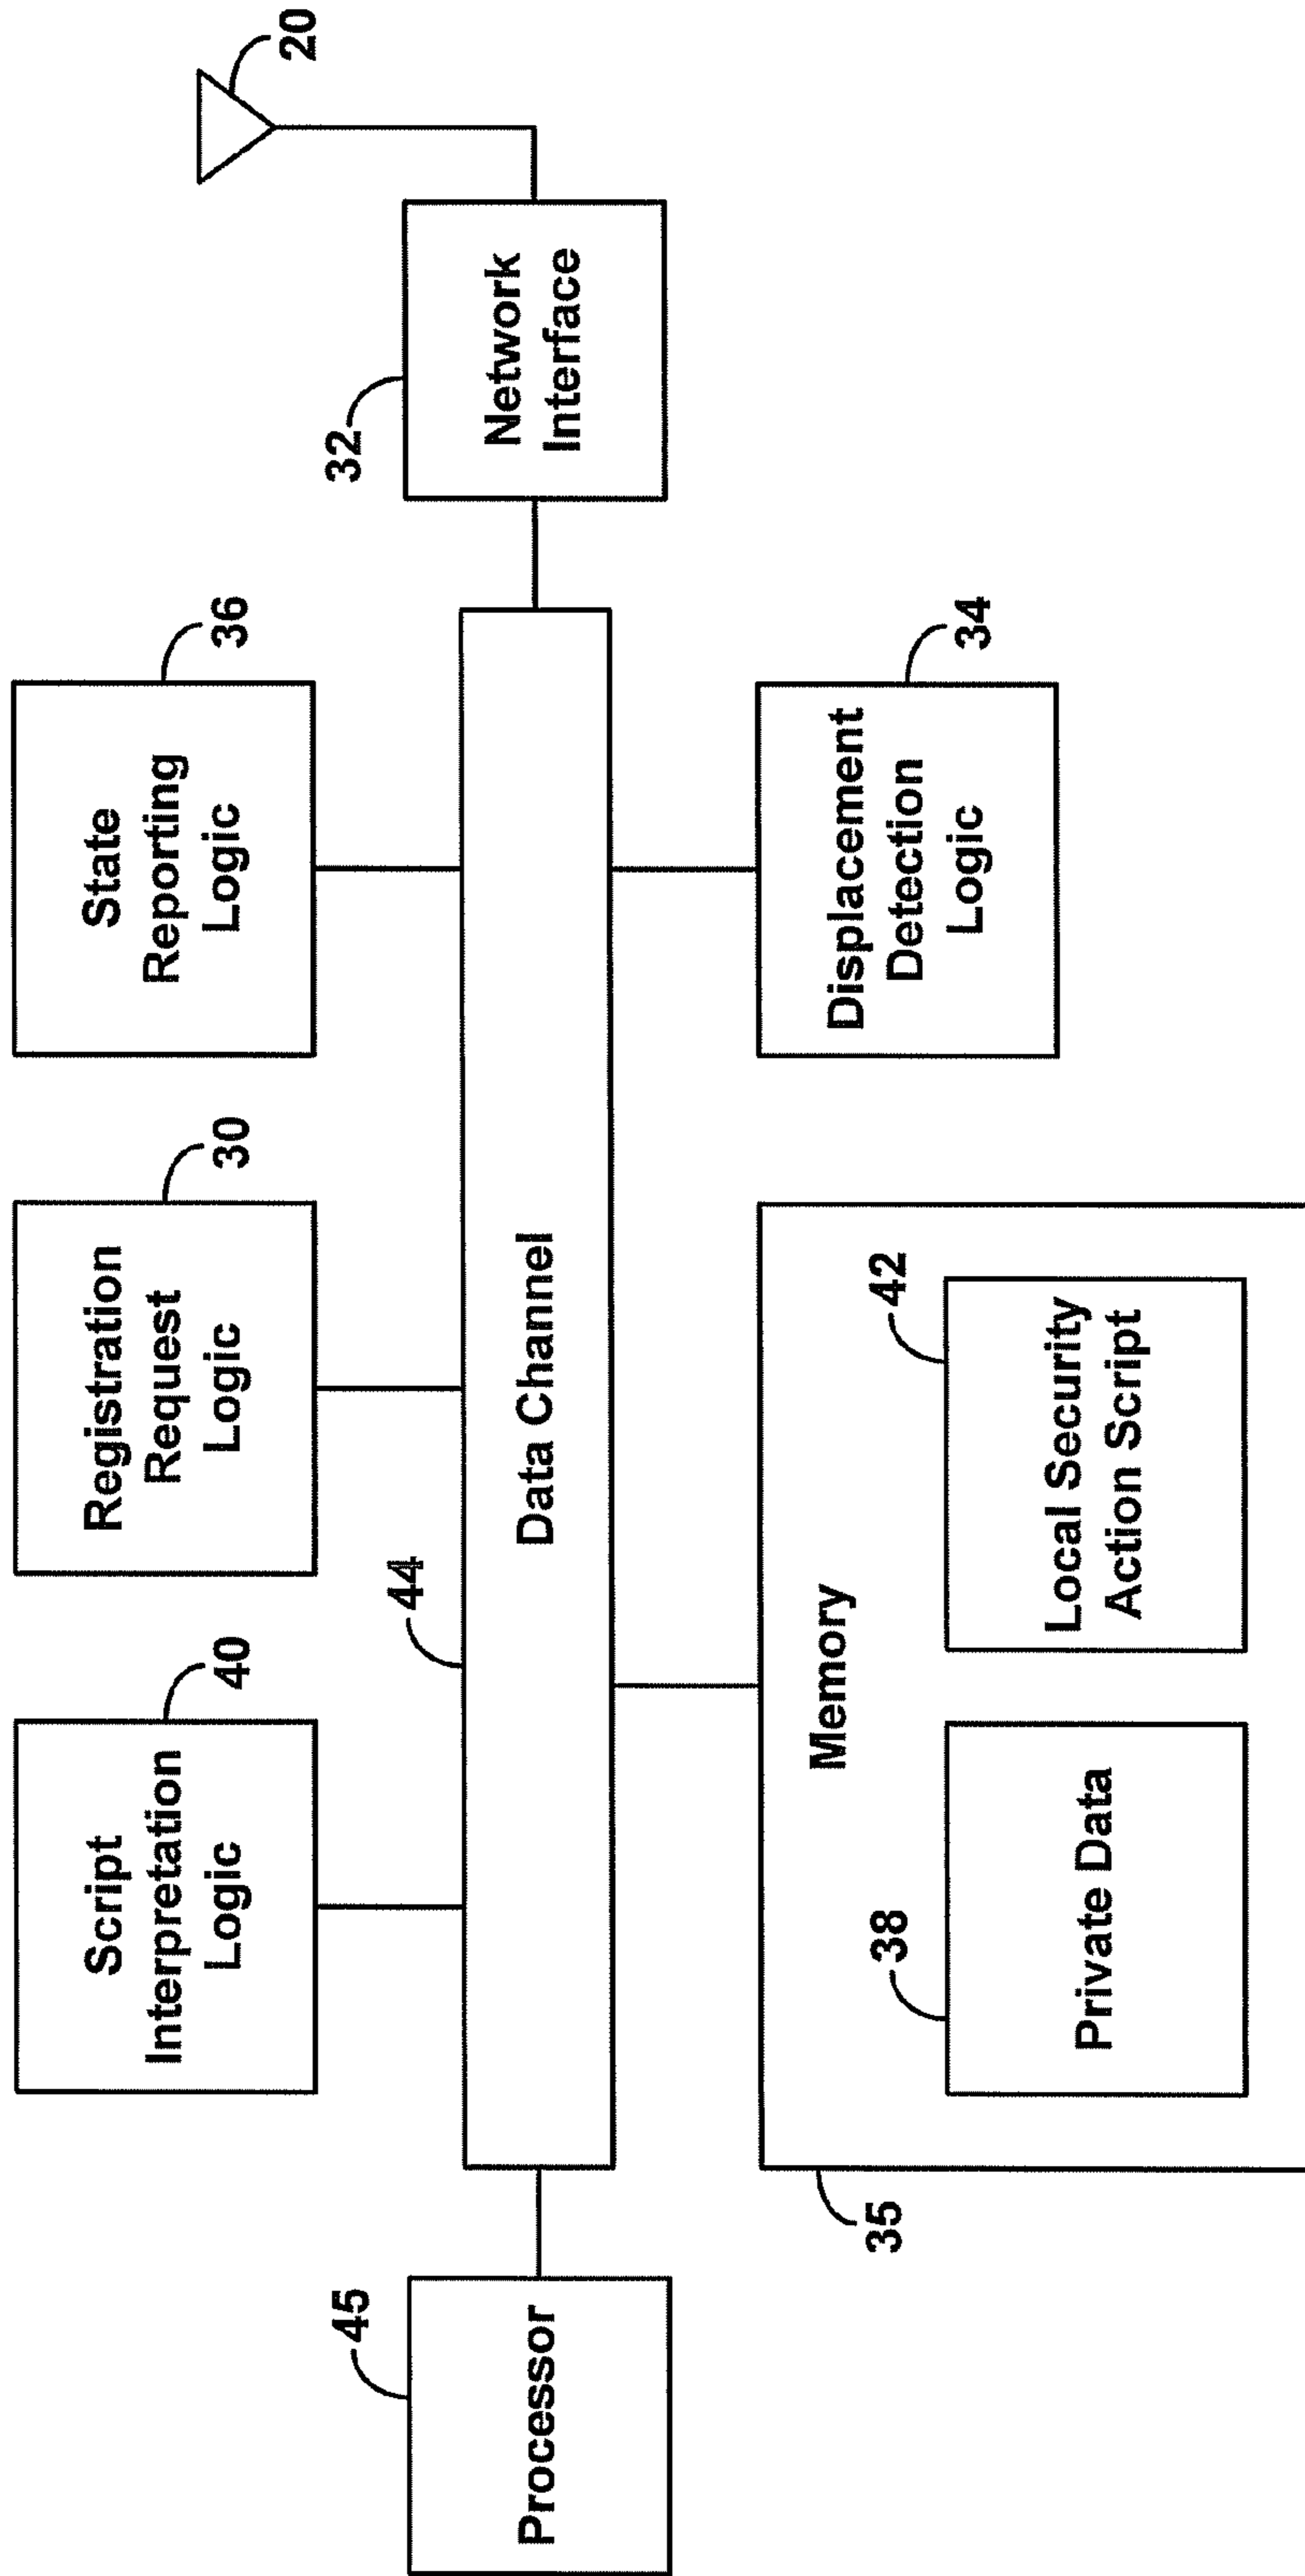 40
Script
Interpretation
Logic
30
Registration
Request
Logic
36
State
Reporting
Logic
20
45
Processor
44
Data Channel
32
Network
Interface
35
Memory
38
Private Data
42
Local Security
Action Script
34
Displacement
Detection
Logic